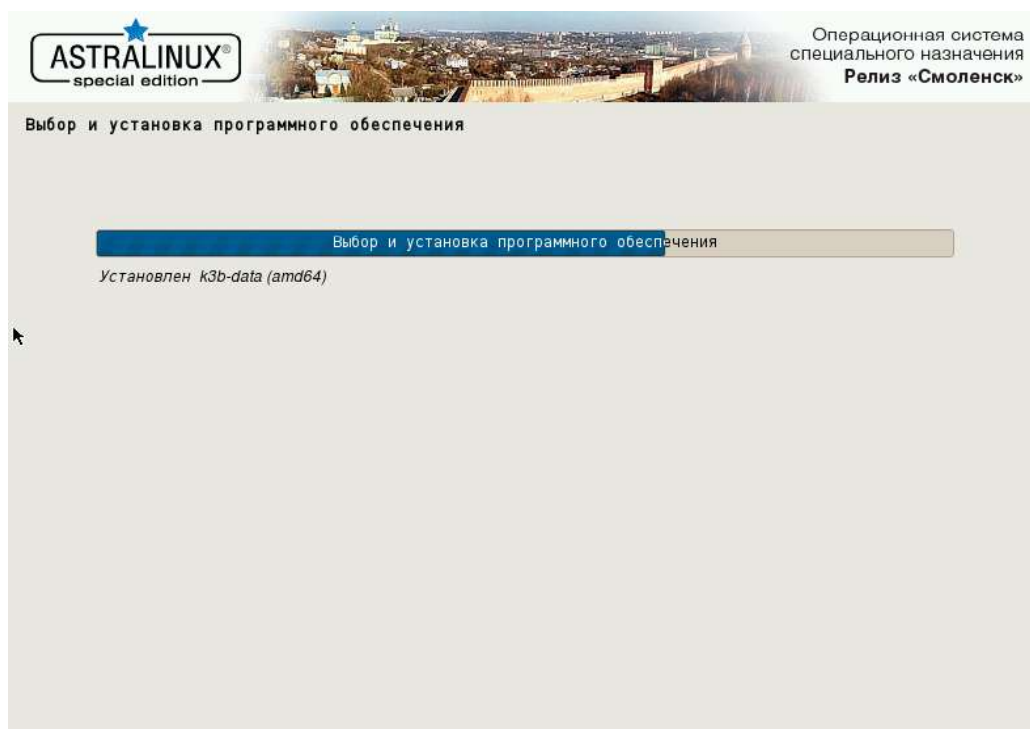 ASTRALINUX®
special edition
Операционная система
специального назначения
Релиз «Смоленск»
Выбор и установка программного обеспечения
Выбор и установка программного обеспечения
Установлен k3b-data (amd64)